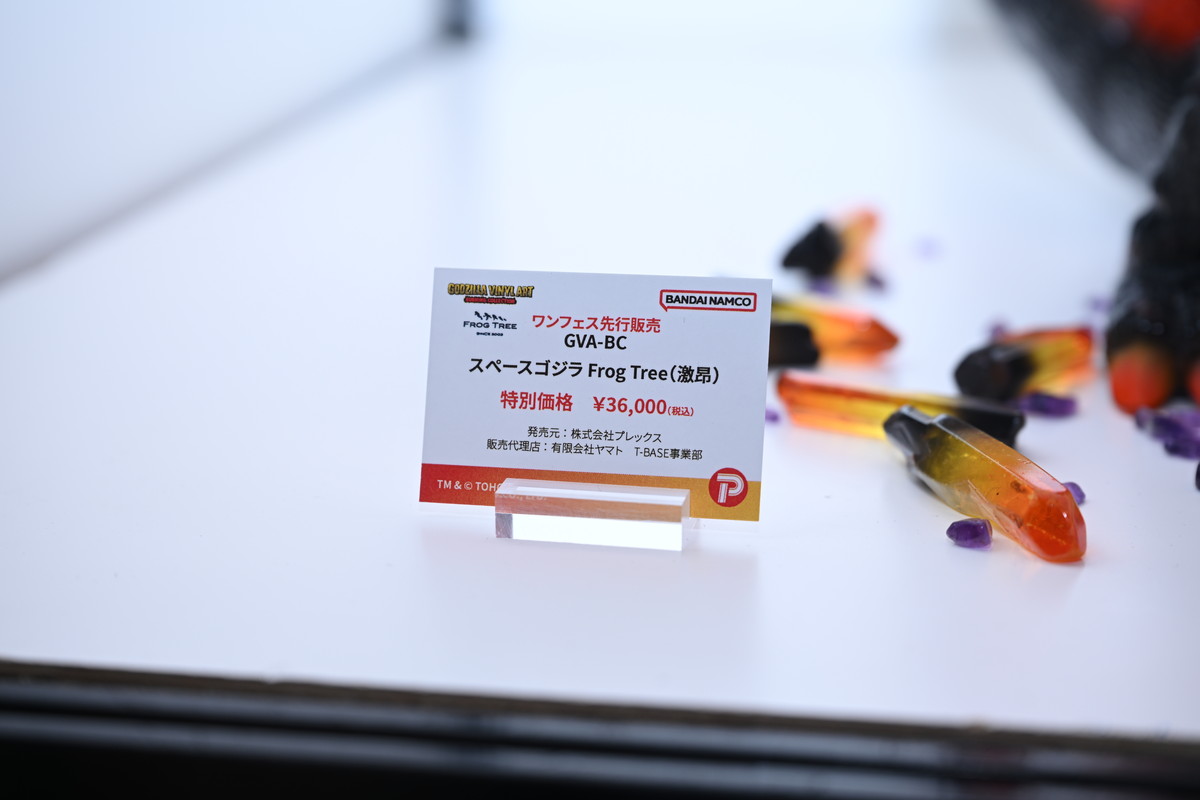 GODZILLA VINYL ART
BANDAI NAMCO
FROG TREE
SINCE 2005
ワンフェス先行販売
GVA-BC
スペースゴジラ Frog Tree(激昂)
特別価格 ¥36,000(税込)
発売元:株式会社プレックス
販売代理店:有限会社ヤマト T-BASE事業部
TM & © TOHO